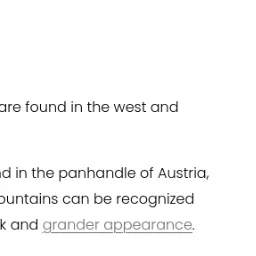 are found in the west and
d in the panhandle of Austria,
ountains can be recognized
k and grander appearance.